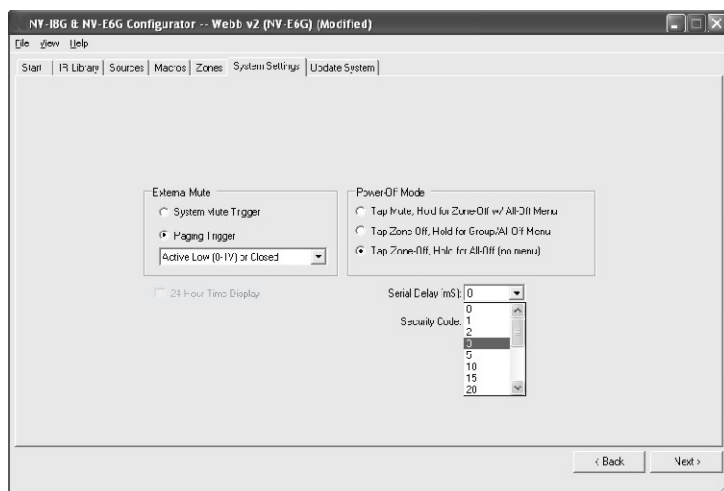 NV-I8G & NV-E6G Configurator -- Webb v2 (NV-E6G) (Modified)
File View Help
Start IR Library Sources Macros Zones System Settings Update System
External Mute
System Mute Trigger
Paging Trigger
Active Low (0-1V) or Closed
24 Hour Time Display
Power-Off Mode
Tap Mute, Hold for Zone-Off w/ All-Off Menu
Tap Zone Off, Hold for Group/All Off Menu
Tap Zone-Off, Hold for All-Off (no menu)
Serial Delay (mS): 0
Security Code:
0
1
2
3
5
10
15
20
< Back
Next >